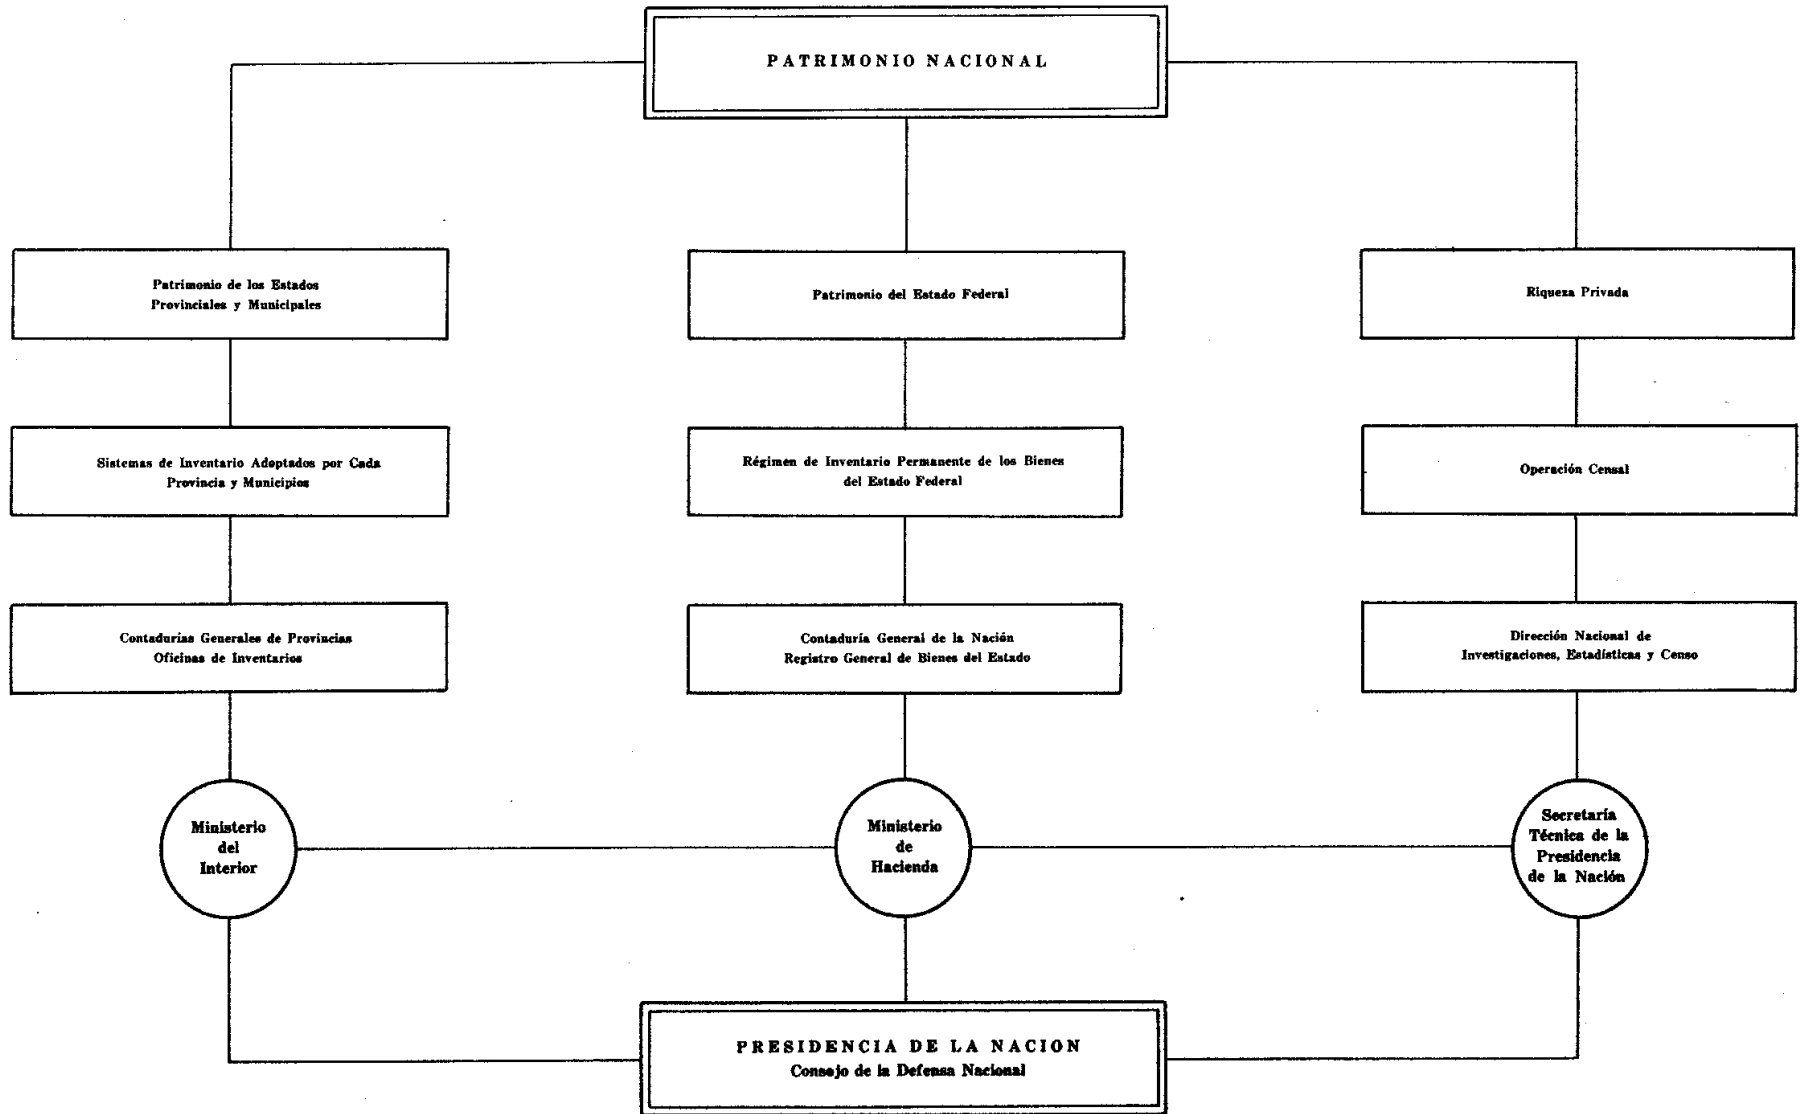 PATRIMONIO NACIONAL
Patrimonio de los Estados
Provinciales y Municipales
Patrimonio del Estado Federal
Riqueza Privada
Sistemas de Inventario Adoptados por Cada
Provincia y Municipios
Régimen de Inventario Permanente de los Bienes
del Estado Federal
Operación Censal
Contadurías Generales de Provincias
Oficinas de Inventarios
Contaduría General de la Nación
Registro General de Bienes del Estado
Dirección Nacional de
Investigaciones, Estadísticas y Censo
Ministerio
del
Interior
Ministerio
de
Hacienda
Secretaría
Técnica de la
Presidencia
de la Nación
PRESIDENCIA DE LA NACION
Consejo de la Defensa Nacional